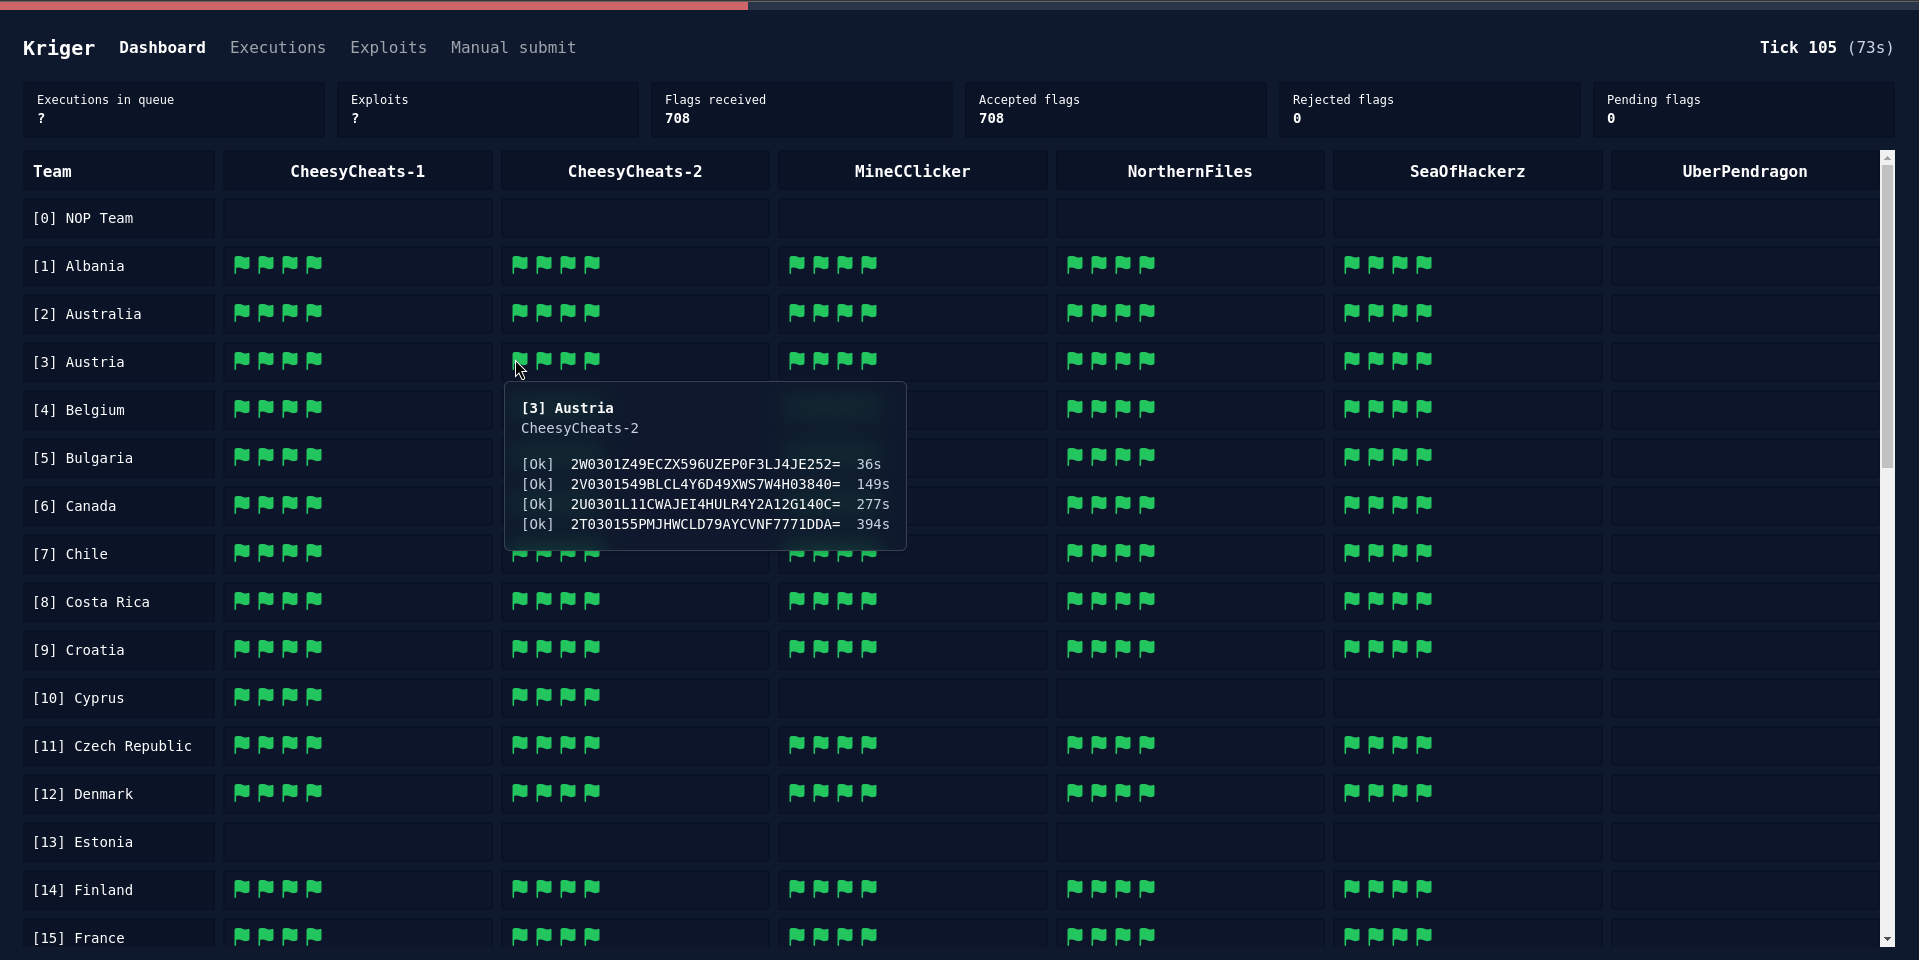 Kriger Dashboard Executions Exploits Manual submit Tick 105 (73s)
Executions in queue Exploits Flags received Accepted flags Rejected flags Pending flags
? ? 708 708 0 0
Team CheesyCheats-1 CheesyCheats-2 MineCClicker NorthernFiles SeaOfHackerz UberPendragon
[0] NOP Team
[1] Albania
[2] Australia
[3] Austria
[4] Belgium
[5] Bulgaria
[6] Canada
[7] Chile
[8] Costa Rica
[9] Croatia
[10] Cyprus
[11] Czech Republic
[12] Denmark
[13] Estonia
[14] Finland
[15] France
[3] Austria
CheesyCheats-2
[Ok] 2W0301Z49ECZX596UZEP0F3LJ4JE252= 36s
[Ok] 2V0301549BLCL4Y6D49XWS7W4H03840= 149s
[Ok] 2U0301L11CWAJEI4HULR4Y2A12G140C= 277s
[Ok] 2T030155PMJHWCLD79AYCVNF7771DDA= 394s